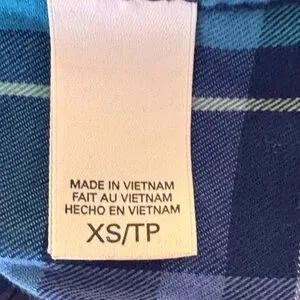 MADE IN VIETNAM
FAIT AU VIETNAM
HECHO EN VIETNAM
XS/TP